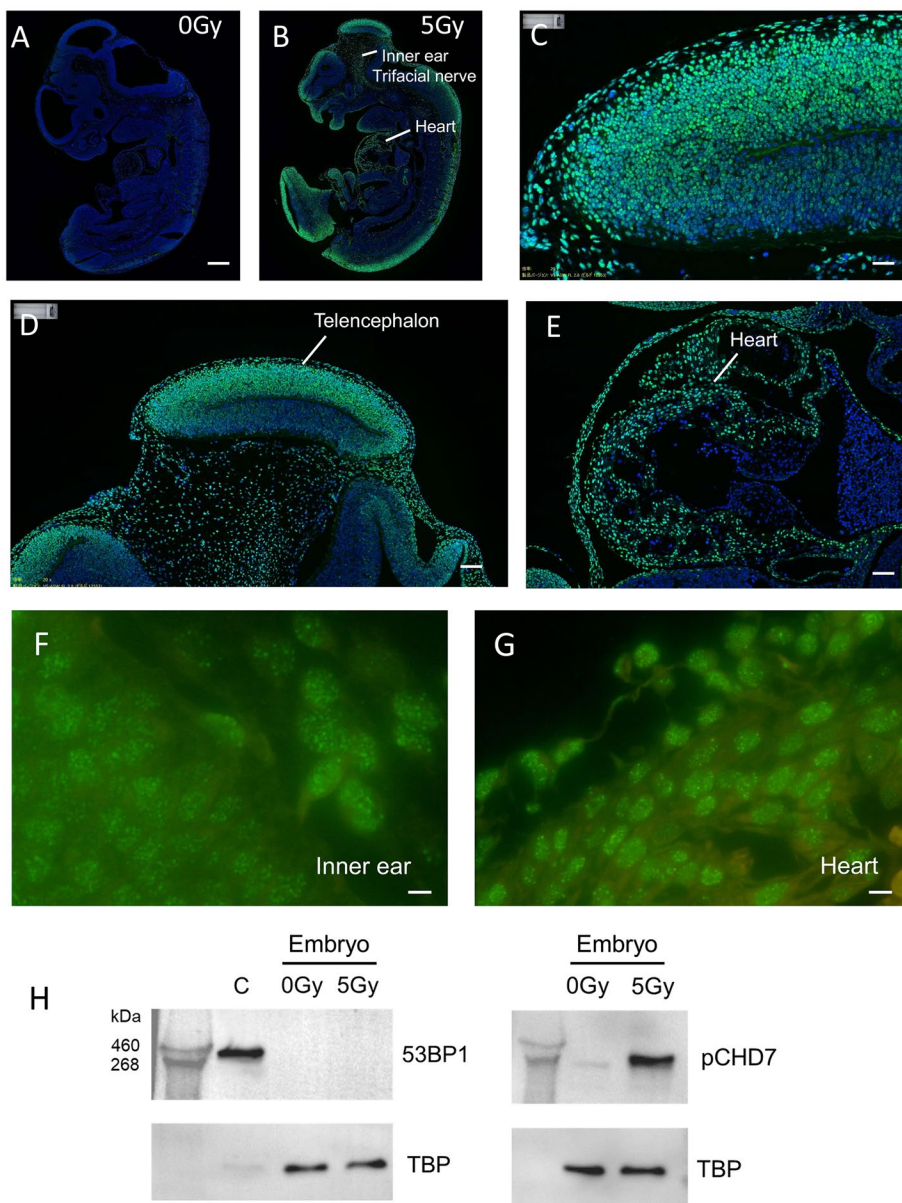 A
0Gy
B
5Gy
Inner ear
Trifacial nerve
Heart
C
D
Telencephalon
E
Heart
F
Inner ear
G
Heart
H
Embryo
C
0Gy
5Gy
kDa
460
268
53BP1
TBP
Embryo
0Gy
5Gy
pCHD7
TBP